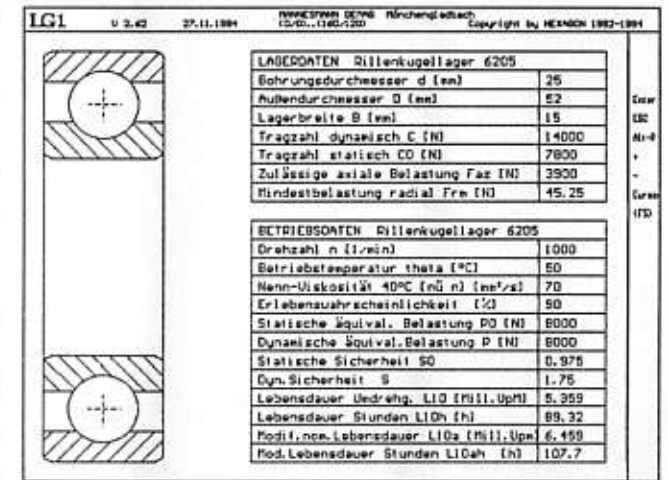 LG1 V 2.62 27.11.1994 MANNESMANN DEMAG Mönchengladbach
Copyright by HEXAGON 1992-1994
LAGERDATEN Rillenkugellager 6205
Bohrungsdurchmesser d [mm] 25
Außendurchmesser D [mm] 52
Lagerbreite B [mm] 15
Tragzahl dynamisch C [N] 14000
Tragzahl statisch C0 [N] 7800
Zulässige axiale Belastung Faz [N] 3900
Mindestbelastung radial Frm [N] 45.25
BETRIEBSDATEN Rillenkugellager 6205
Drehzahl n [1/min] 1000
Betriebstemperatur theta [°C] 50
Nenn-Viskosität 40°C [nü n] [mm²/s] 70
Erlebenswahrscheinlichkeit [%] 90
Statische äquival. Belastung P0 [N] 8000
Dynamische äquival.Belastung P [N] 8000
Statische Sicherheit S0 0.975
Dyn.Sicherheit S 1.75
Lebensdauer Umdrehg. L10 [Mill.UpM] 5.359
Lebensdauer Stunden L10h [h] 89.32
Modif.nom.Lebensdauer L10a [Mill.Upm] 6.459
Mod.Lebensdauer Stunden L10ah [h] 107.7
Enter
ESC
+
-